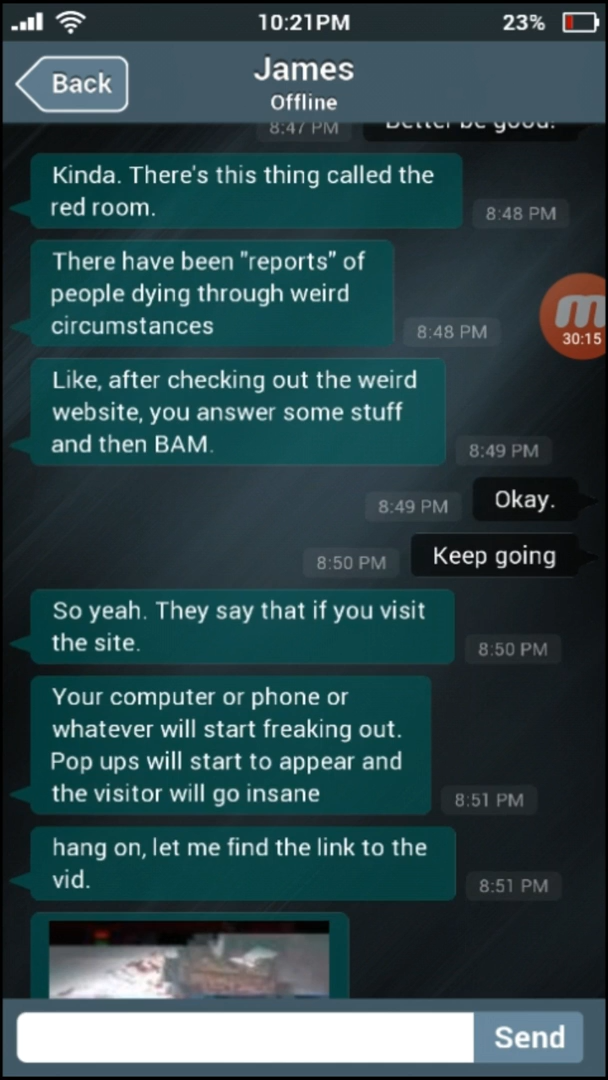 10:21PM 23%
Back
James
Offline
8:47 PM Better be good.
Kinda. There's this thing called the
red room.
8:48 PM
There have been "reports" of
people dying through weird
circumstances
8:48 PM
m
30:15
Like, after checking out the weird
website, you answer some stuff
and then BAM.
8:49 PM
8:49 PM Okay.
8:50 PM Keep going
So yeah. They say that if you visit
the site.
8:50 PM
Your computer or phone or
whatever will start freaking out.
Pop ups will start to appear and
the visitor will go insane
8:51 PM
hang on, let me find the link to the
vid.
8:51 PM
Send